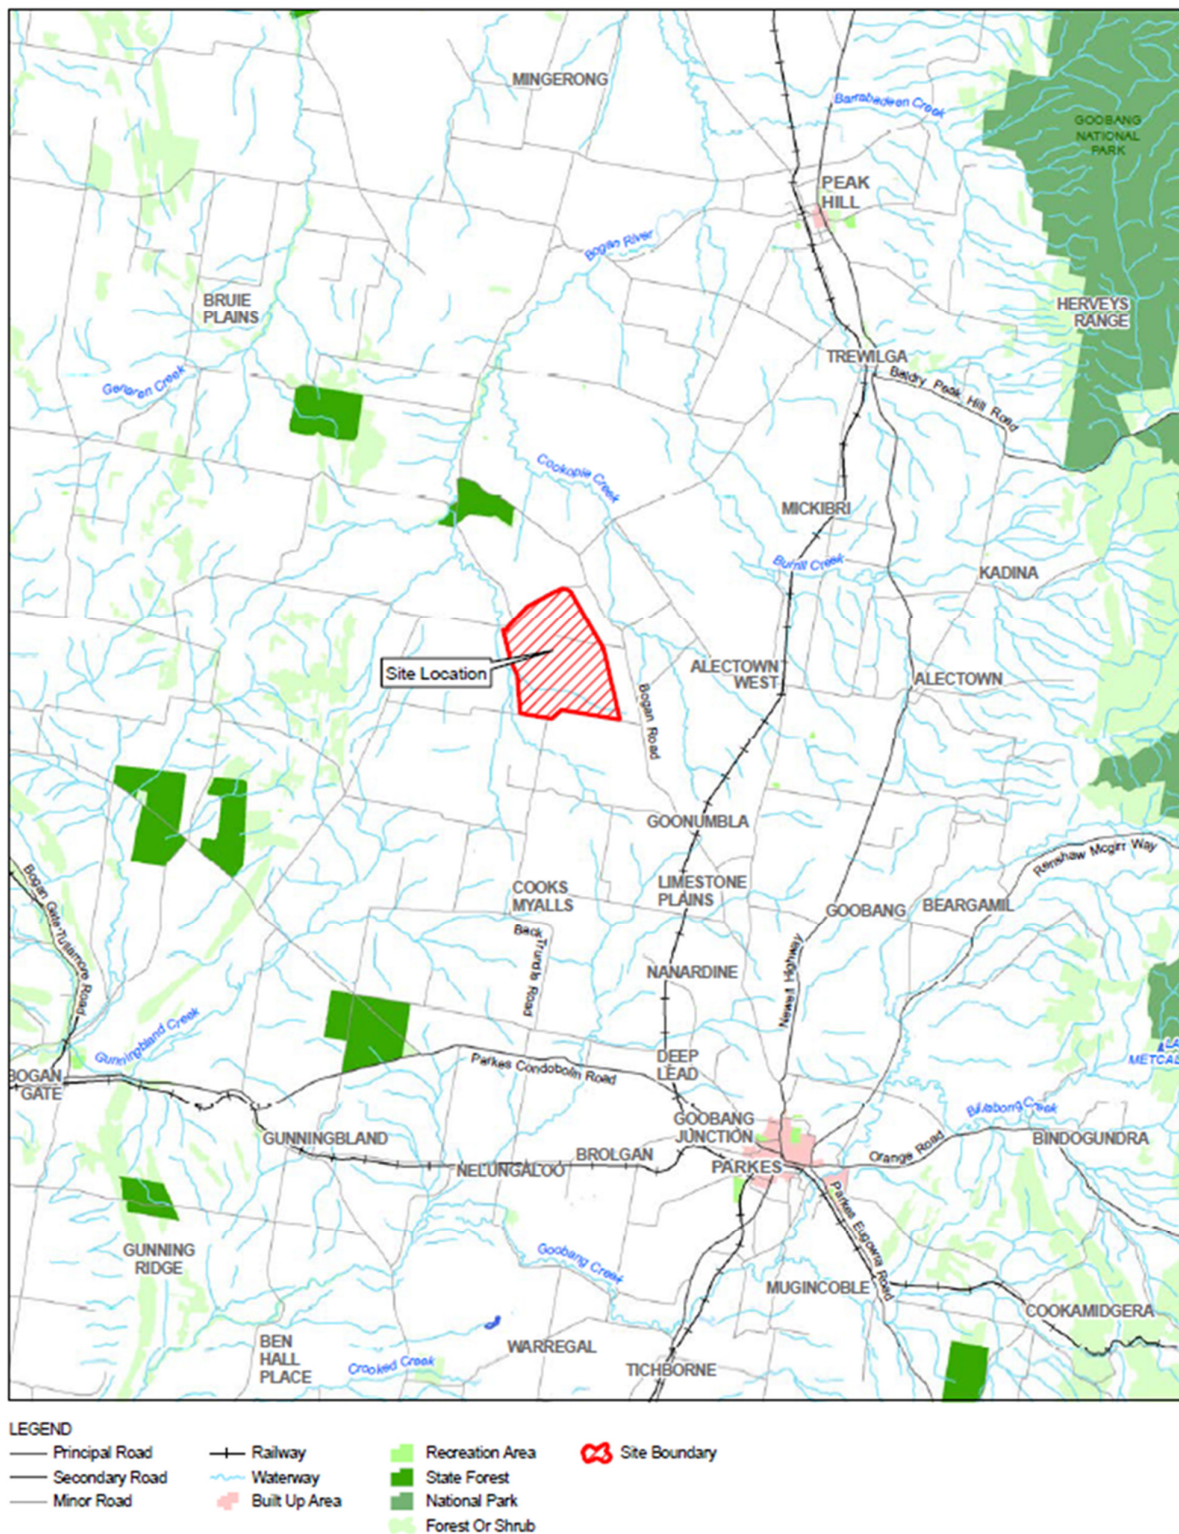 MINGERONG
Barrabadeen Creek
GOOBANG
NATIONAL
PARK
PEAK
HILL
Bogan River
BRUIE
PLAINS
HERVEYS
RANGE
TREWILGA
Genaren Creek
Baldry Peak Hill Road
Cookopie Creek
MICKIBRI
Burrill Creek
KADINA
Site Location
ALECTOWN
WEST
ALECTOWN
Bogan Road
GOONUMBLA
Renshaw Mcgirr Way
Bogan Gate-Tullamore Road
COOKS
MYALLS
LIMESTONE
PLAINS
GOOBANG
BEARGAMIL
Back
Trundle Road
NANARDINE
Newell Highway
Gunningbland Creek
LA
METCAL
DEEP
LEAD
Parkes Condobolin Road
BOGAN
GATE
Billabong Creek
GOOBANG
JUNCTION
GUNNINGBLAND
BINDOGUNDRA
BROLGAN
Orange Road
NELUNGALOO
PARKES
Parkes Eugowra Road
GUNNING
RIDGE
Goobang Creek
MUGINCOBLE
COOKAMIDGERA
BEN
HALL
PLACE
WARREGAL
Crooked Creek
TICHBORNE
LEGEND
Principal Road
Secondary Road
Minor Road
Railway
Waterway
Built Up Area
Recreation Area
State Forest
National Park
Forest Or Shrub
Site Boundary